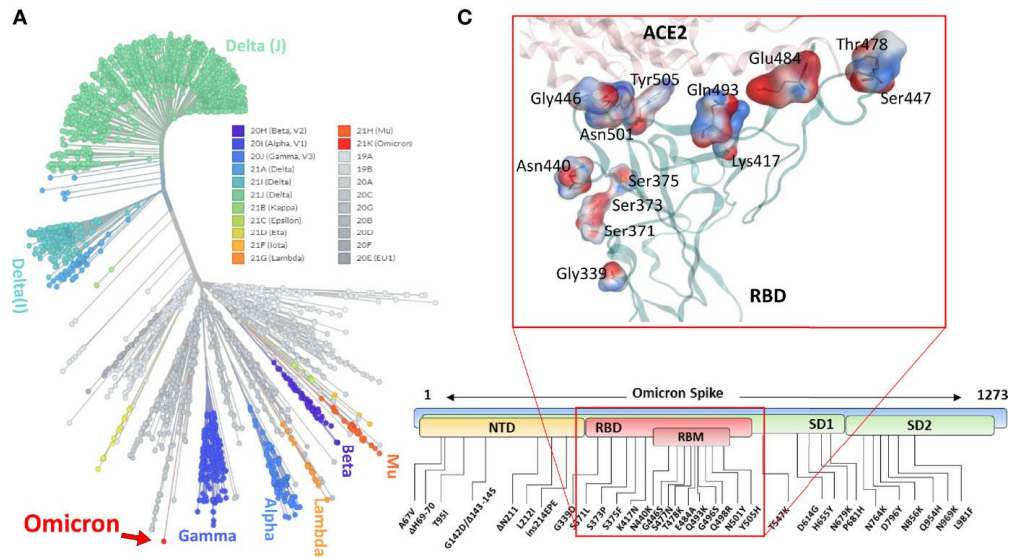 A
Delta (J)
20H (Beta, V2)
20I (Alpha, V1)
20J (Gamma, V3)
21A (Delta)
21I (Delta)
21J (Delta)
21B (Kappa)
21C (Epsilon)
21D (Eta)
21F (Iota)
21G (Lambda)
21H (Mu)
21K (Omicron)
19A
19B
20A
20C
20G
20B
20D
20F
20E (EU1)
Delta(I)
Beta
Mu
Lambda
Alpha
Gamma
Omicron
C
ACE2
Thr478
Glu484
Tyr505
Gln493
Gly446
Ser447
Asn501
Lys417
Asn440
Ser375
Ser373
Ser371
Gly339
RBD
1
Omicron Spike
1273
NTD
RBD
RBM
SD1
SD2
A67V
ΔH69-70
T95I
G142D/Δ143-145
ΔN211
L212I
ins214EPE
G339D
S371L
S373P
S375F
K417N
N440K
G446S
S477N
T478K
E484A
Q493K
G496S
Q498R
N501Y
Y505H
T547K
D614G
H655Y
N679K
P681H
N764K
D796Y
N856K
Q954H
N969K
L981F